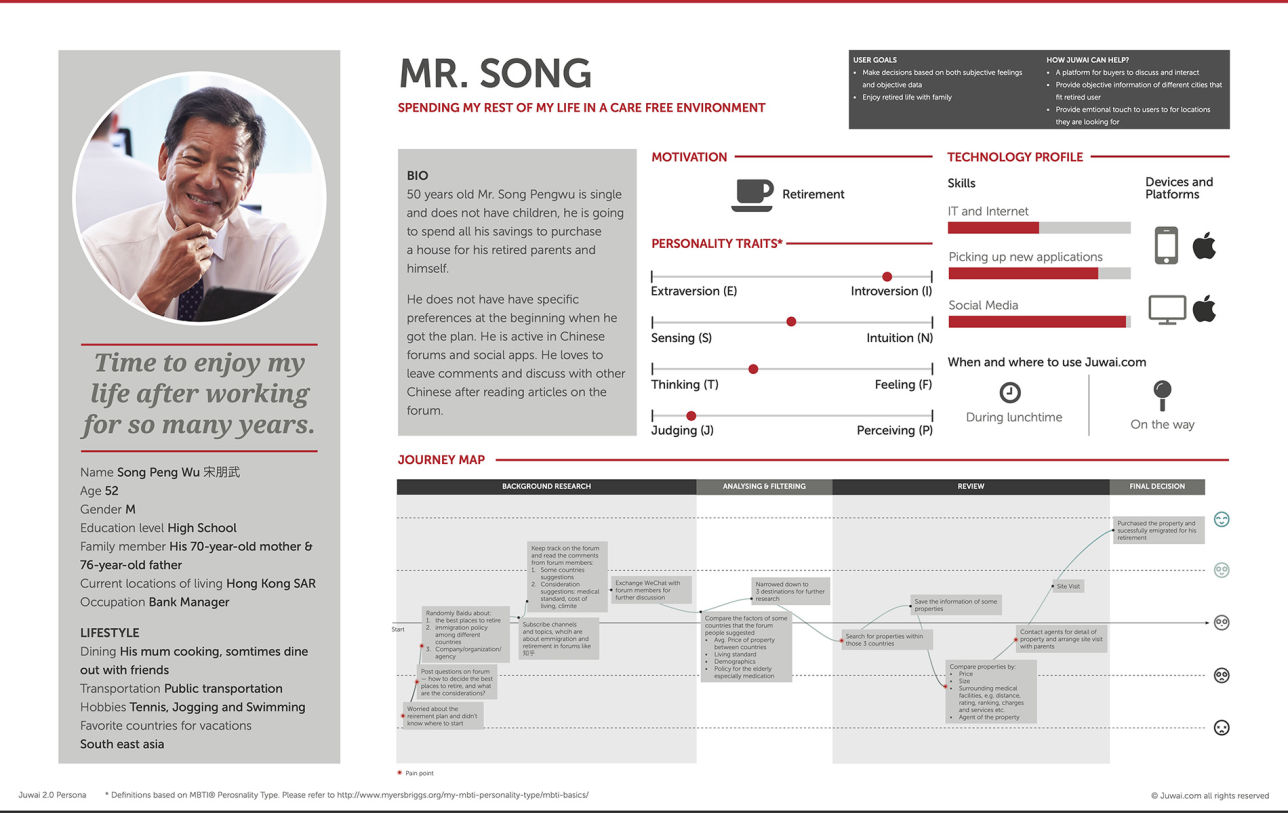 MR. SONG
SPENDING MY REST OF MY LIFE IN A CARE FREE ENVIRONMENT
USER GOALS
• Make decisions based on both subjective feelings
and objective data
• Enjoy retired life with family
HOW JUWAI CAN HELP?
• A platform for buyers to discuss and interact
• Provide objective information of different cities that
fit retired user
• Provide emtional touch to users to for locations
they are looking for
Time to enjoy my
life after working
for so many years.
Name Song Peng Wu 宋朋武
Age 52
Gender M
Education level High School
Family member His 70-year-old mother &
76-year-old father
Current locations of living Hong Kong SAR
Occupation Bank Manager
LIFESTYLE
Dining His mum cooking, somtimes dine
out with friends
Transportation Public transportation
Hobbies Tennis, Jogging and Swimming
Favorite countries for vacations
South east asia
BIO
50 years old Mr. Song Pengwu is single
and does not have children, he is going
to spend all his savings to purchase
a house for his retired parents and
himself.
He does not have have specific
preferences at the beginning when he
got the plan. He is active in Chinese
forums and social apps. He loves to
leave comments and discuss with other
Chinese after reading articles on the
forum.
MOTIVATION
Retirement
PERSONALITY TRAITS*
Extraversion (E)
Introversion (I)
Sensing (S)
Intuition (N)
Thinking (T)
Feeling (F)
Judging (J)
Perceiving (P)
TECHNOLOGY PROFILE
Skills
IT and Internet
Picking up new applications
Social Media
Devices and
Platforms
When and where to use Juwai.com
During lunchtime
On the way
JOURNEY MAP
BACKGROUND RESEARCH
ANALYSING & FILTERING
REVIEW
FINAL DECISION
Start
Worried about the
reirement plan and didn't
know where to start
Post questions on forum
— how to decide the best
places to retire, and what
are the considerations?
Randomly Baidu about:
1. the best places to retire
2. immigration policy
among different
countries
3. Company/organization/
agency
Subscribe channels
and topics, whcih are
about emmigration and
retirement in forums like
知乎
Keep track on the forum
and read the comments
from forum members:
1. Some countries
suggestions
2. Consideration
suggestions: medical
standard, cost of
living, climite
Exchange WeChat with
forum members for
further discussion
Compare the factors of some
countries that the forum
people suggested
• Avg. Price of property
between countries
• Living standard
• Demographics
• Policy for the elderly
especially medication
Narrowed down to
3 destinations for further
research
Search for properties within
those 3 countries
Save the information of some
properties
Compare properties by:
• Price
• Size
• Surrounding medical
facilities, e.g. distance,
rating, ranking, charges
and services etc.
• Agent of the property
Contact agents for detail of
property and arrange site visit
with parents
Site Visit
Purchased the property and
sucessfully emigrated for his
retirement
Pain point
Juwai 2.0 Persona
* Definitions based on MBTI® Perosnality Type. Please refer to http://www.myersbriggs.org/my-mbti-personality-type/mbti-basics/
© Juwai.com all rights reserved